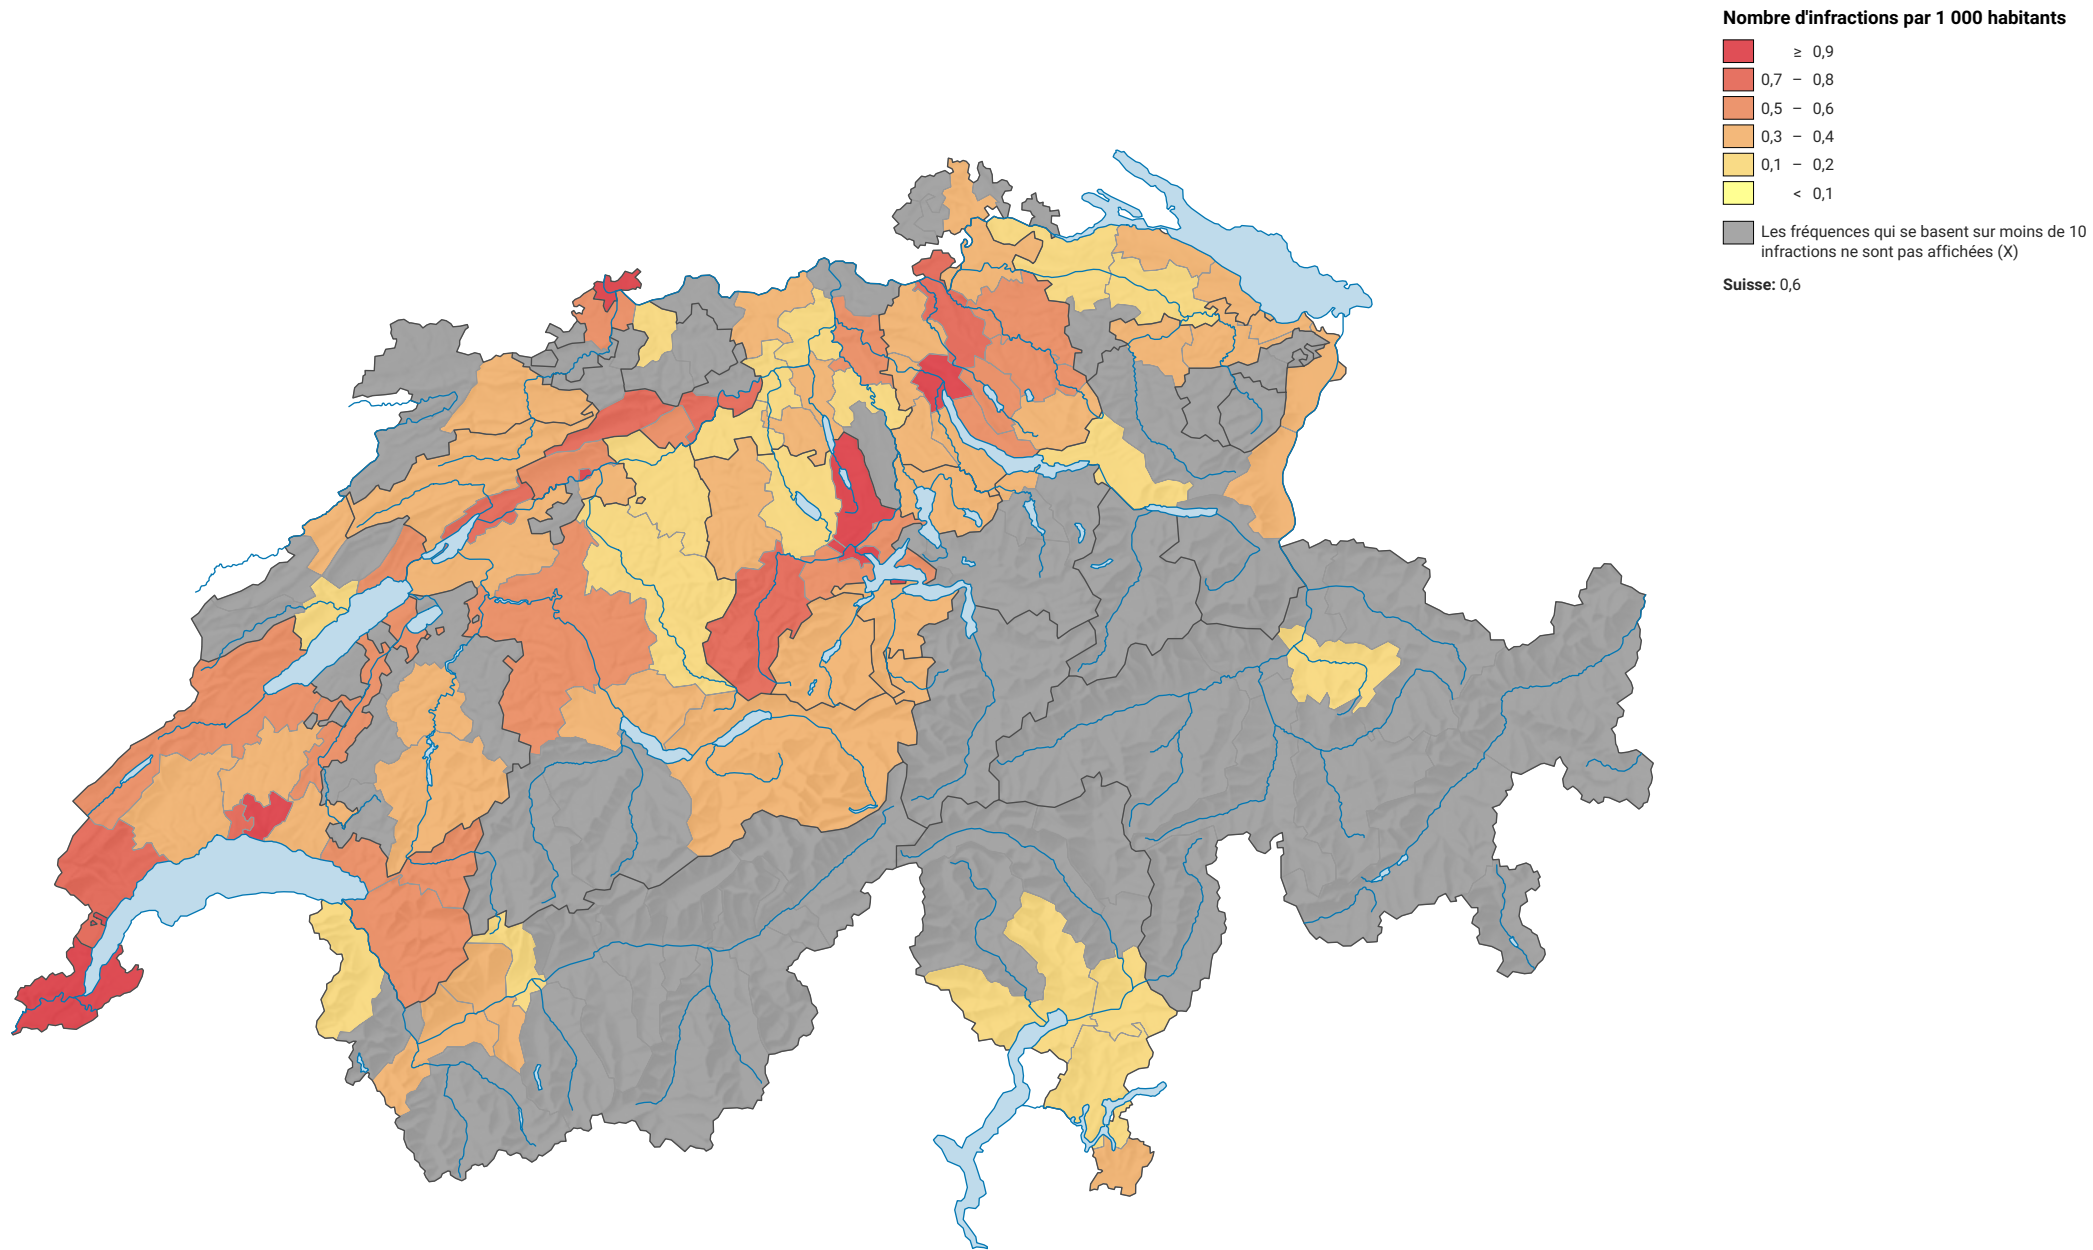 Nombre d'infractions par 1 000 habitants
≥ 0,9
0,7 – 0,8
0,5 – 0,6
0,3 – 0,4
0,1 – 0,2
< 0,1
Les fréquences qui se basent sur moins de 10
infractions ne sont pas affichées (X)
Suisse: 0,6